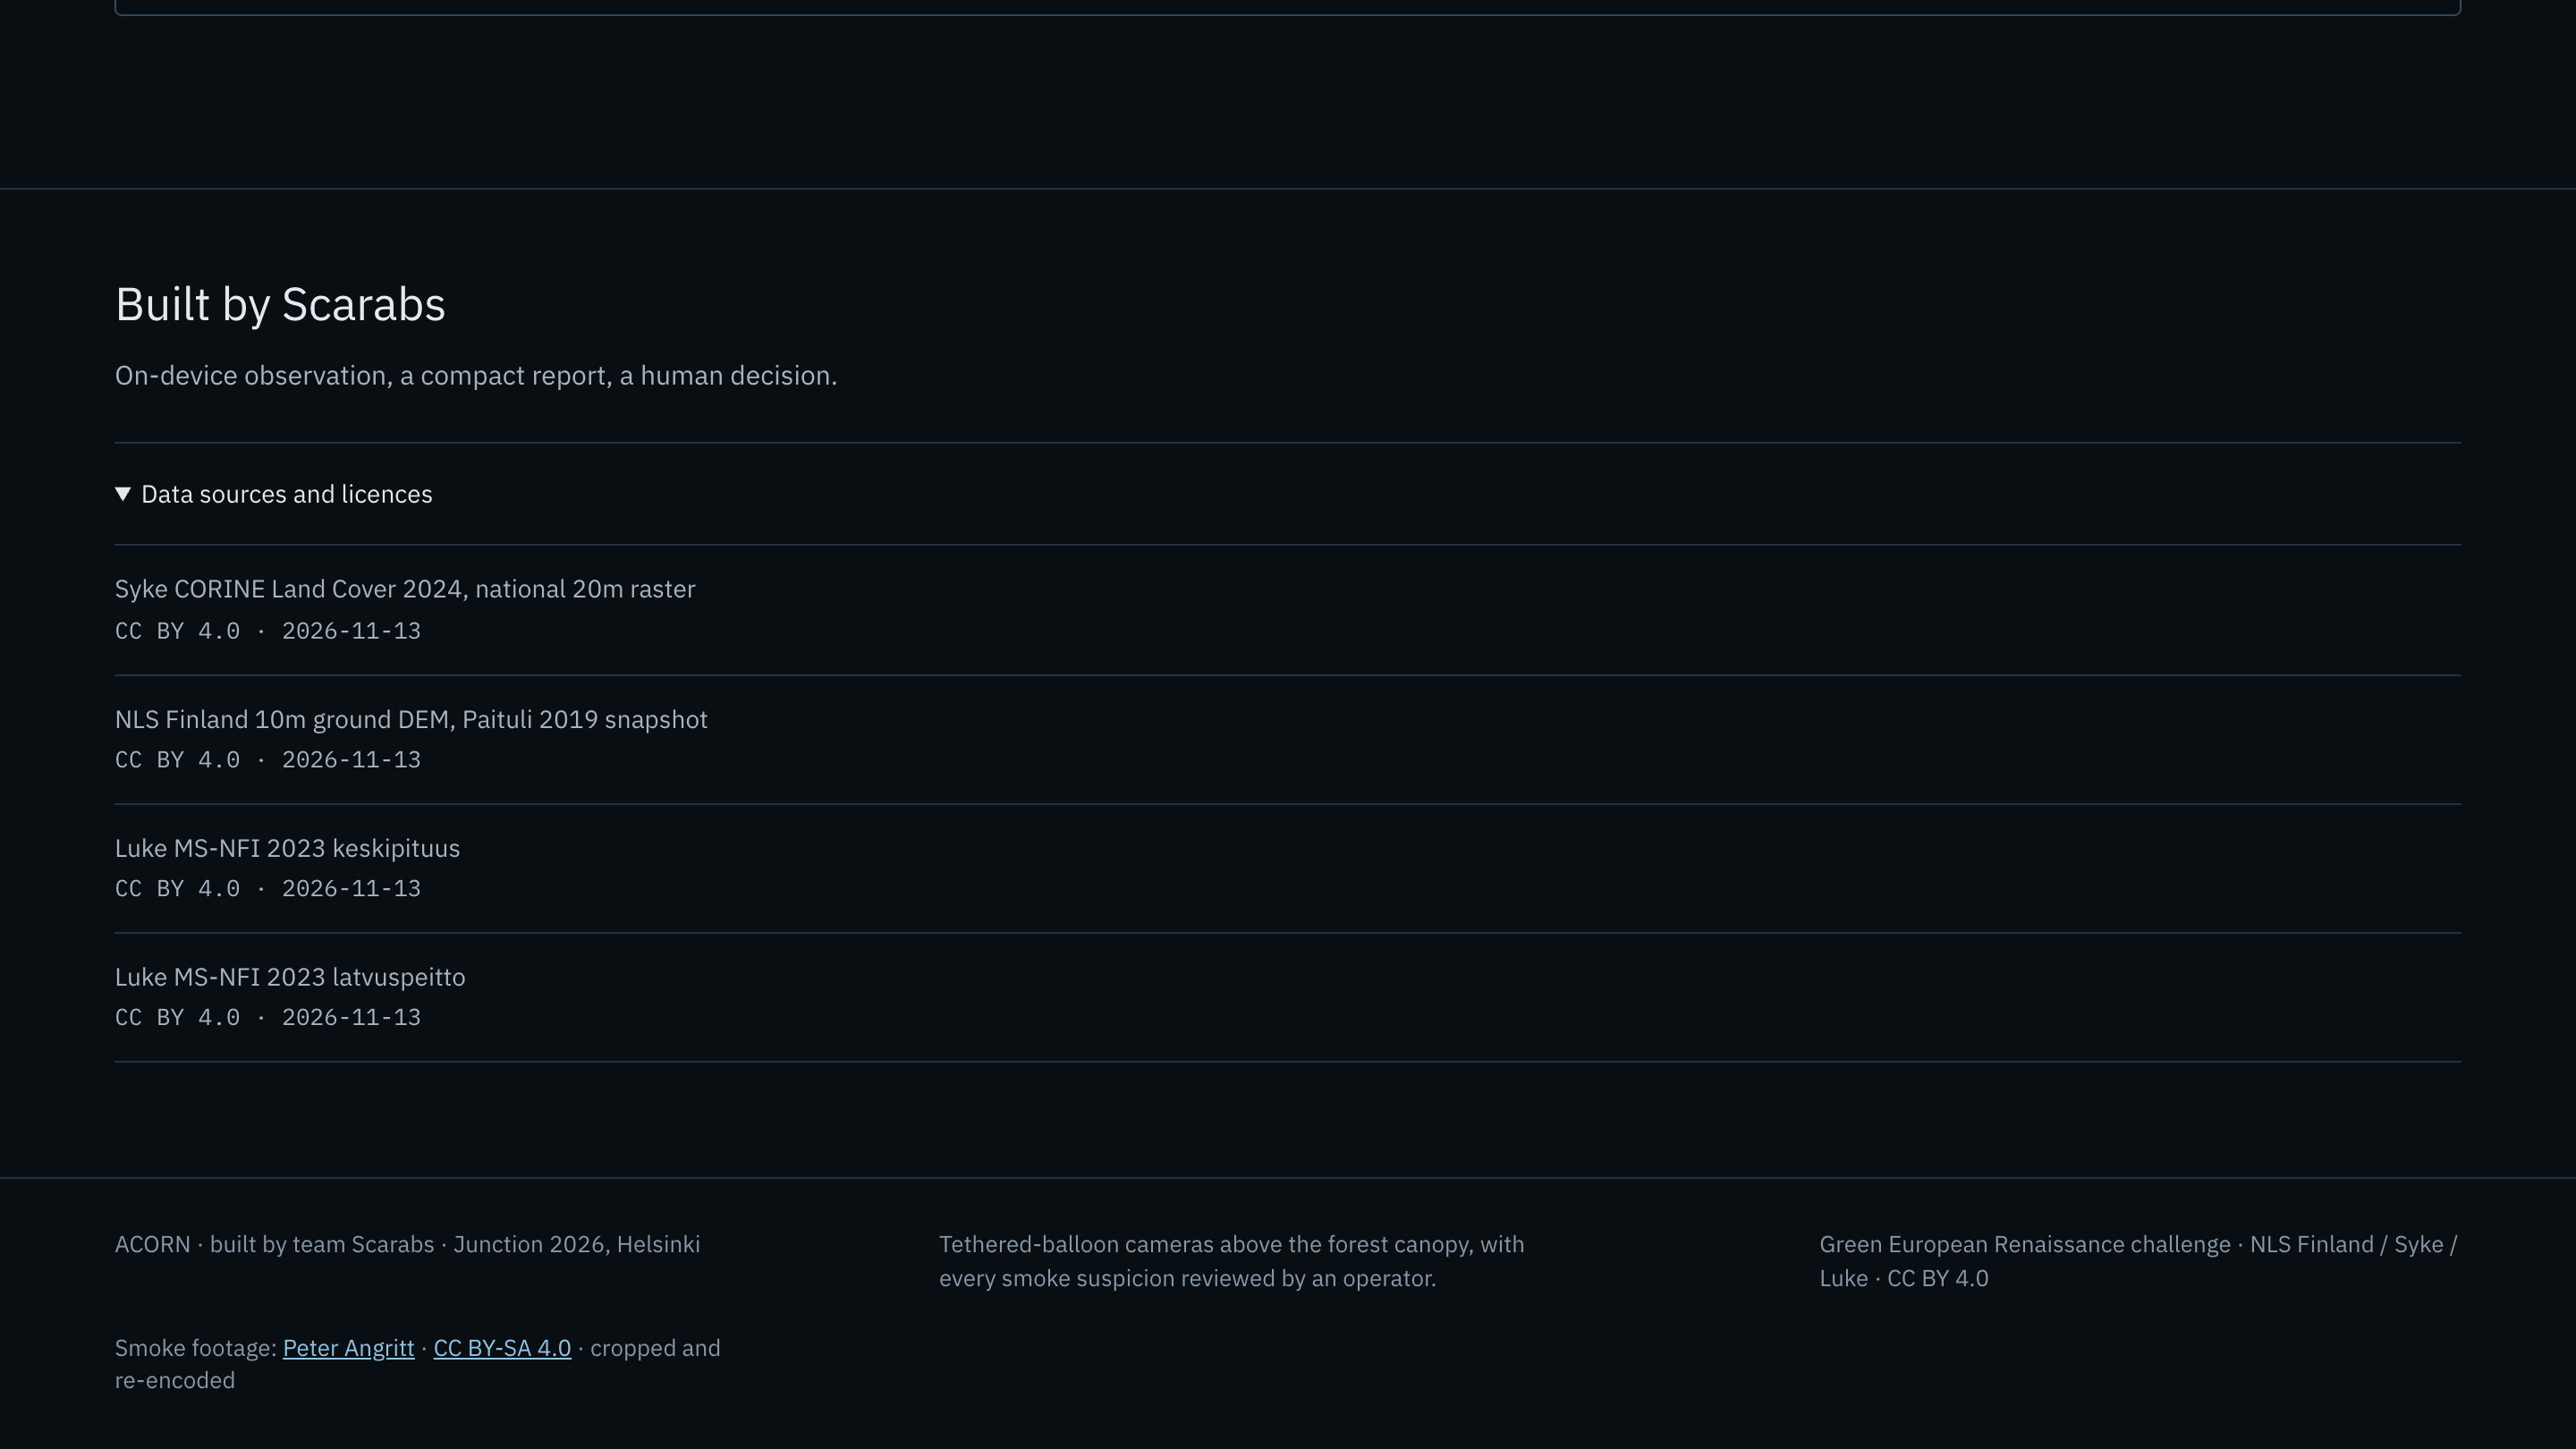 Built by Scarabs
On-device observation, a compact report, a human decision.
▼ Data sources and licences
Syke CORINE Land Cover 2024, national 20m raster
CC BY 4.0 · 2026-11-13
NLS Finland 10m ground DEM, Paituli 2019 snapshot
CC BY 4.0 · 2026-11-13
Luke MS-NFI 2023 keskipituus
CC BY 4.0 · 2026-11-13
Luke MS-NFI 2023 latvuspeitto
CC BY 4.0 · 2026-11-13
ACORN · built by team Scarabs · Junction 2026, Helsinki
Tethered-balloon cameras above the forest canopy, with
every smoke suspicion reviewed by an operator.
Green European Renaissance challenge · NLS Finland / Syke /
Luke · CC BY 4.0
Smoke footage: Peter Angritt · CC BY-SA 4.0 · cropped and
re-encoded